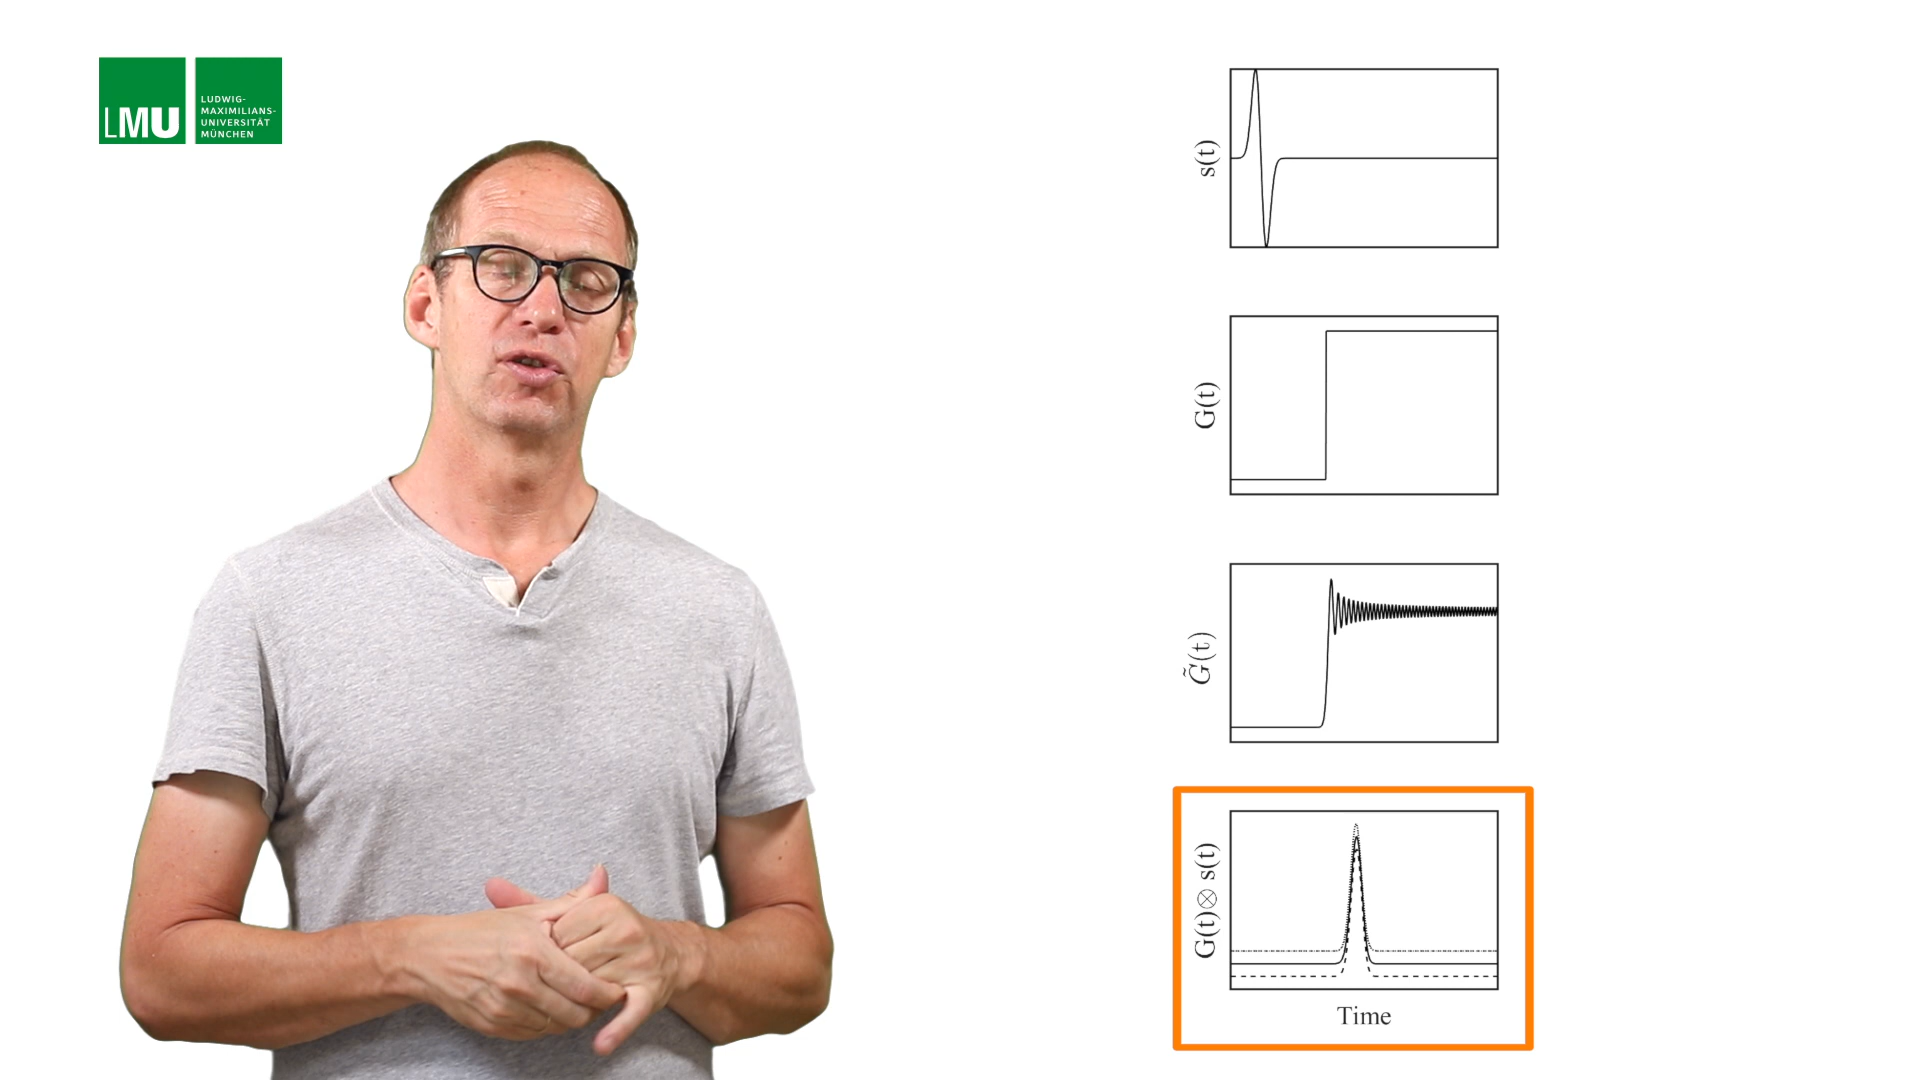 LMU
LUDWIG-
MAXIMILIANS-
UNIVERSITÄT
MÜNCHEN
s(t)
G(t)
G̃(t)
G(t)⊗ s(t)
Time